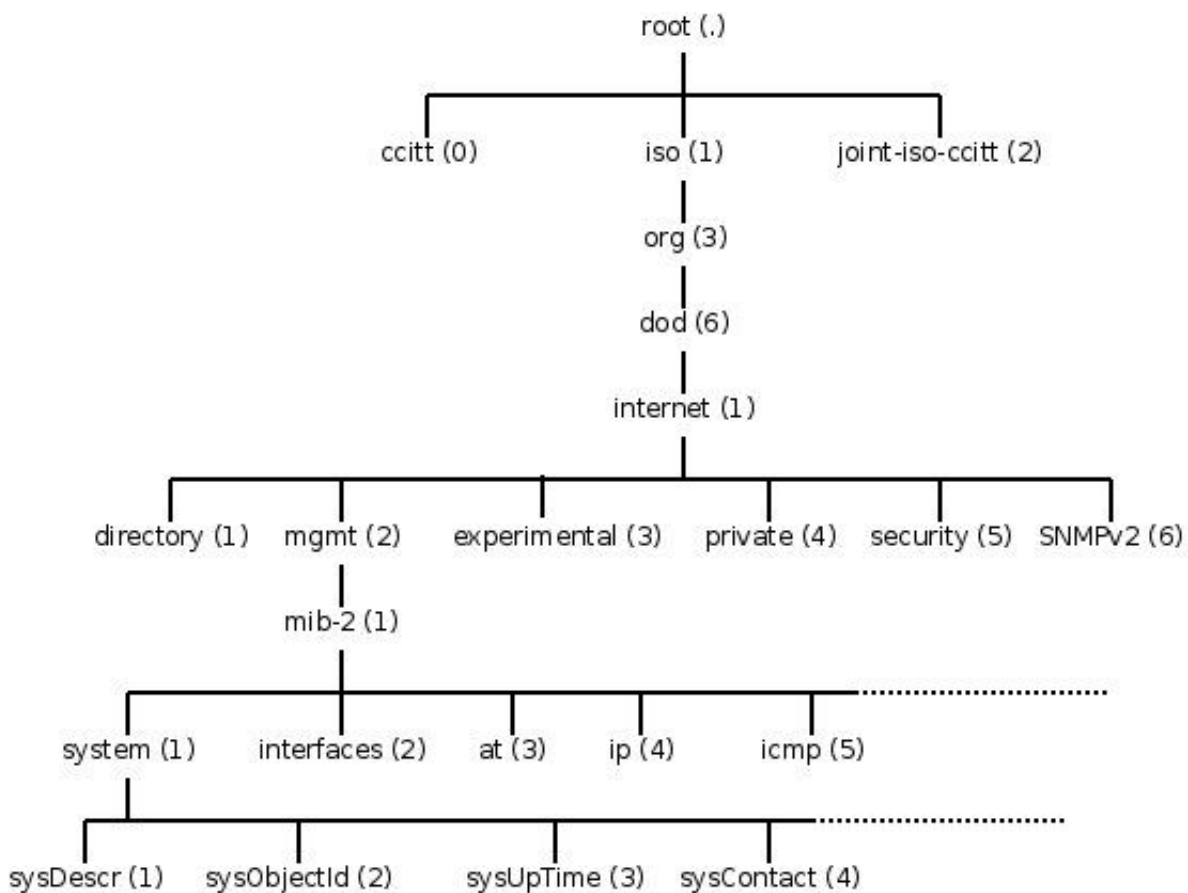 root (.)
ccitt (0) iso (1) joint-iso-ccitt (2)
org (3)
dod (6)
internet (1)
directory (1) mgmt (2) experimental (3) private (4) security (5) SNMPv2 (6)
mib-2 (1)
system (1) interfaces (2) at (3) ip (4) icmp (5)
sysDescr (1) sysObjectId (2) sysUpTime (3) sysContact (4)